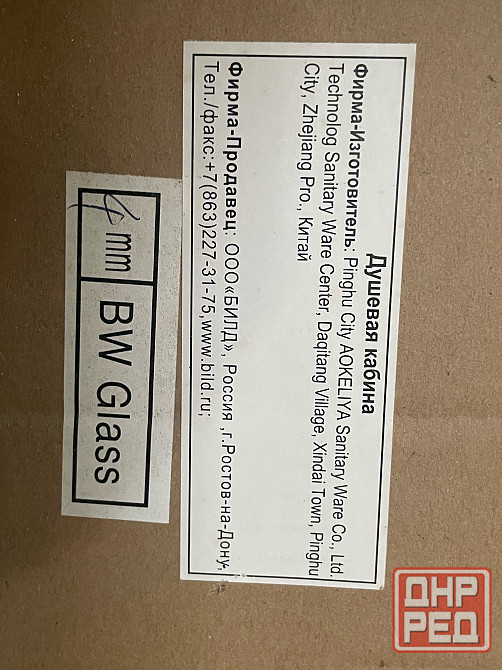 Душевая кабина
Фирма-Изготовитель: Pinghu City AOKELIYA Sanitary Ware Co., Ltd.
Technolog Sanitary Ware Center, Daqitang Village, Xindai Town, Pinghu
City, Zhejiang Pro., Китай
Фирма-Продавец: ООО«БИЛД», Россия ,г.Ростов-на-Дону,
Тел./факс:+7(863)227-31-75,www.bild.ru;
4 mm BW Glass
ДНР
РЕД